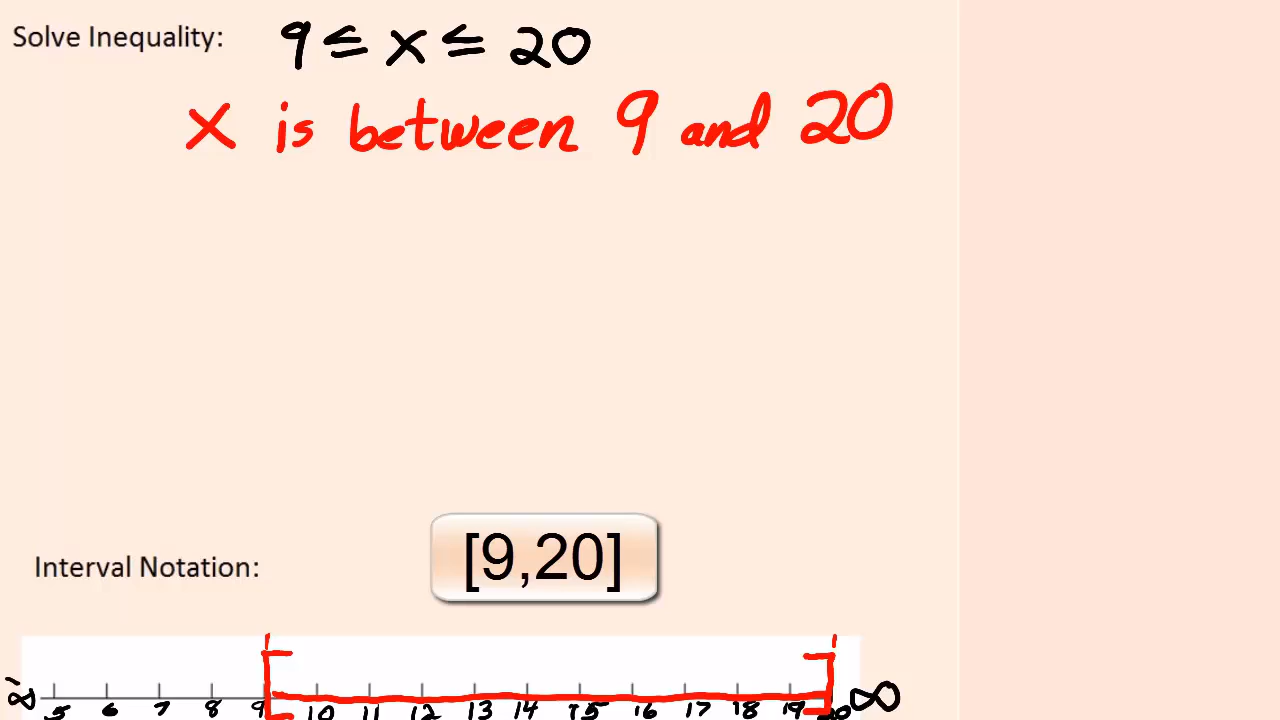 Solve Inequality: 9 ≤ x ≤ 20
x is between 9 and 20
Interval Notation: [9,20]
-∞ 5 6 7 8 9 10 11 12 13 14 15 16 17 18 19 20 ∞